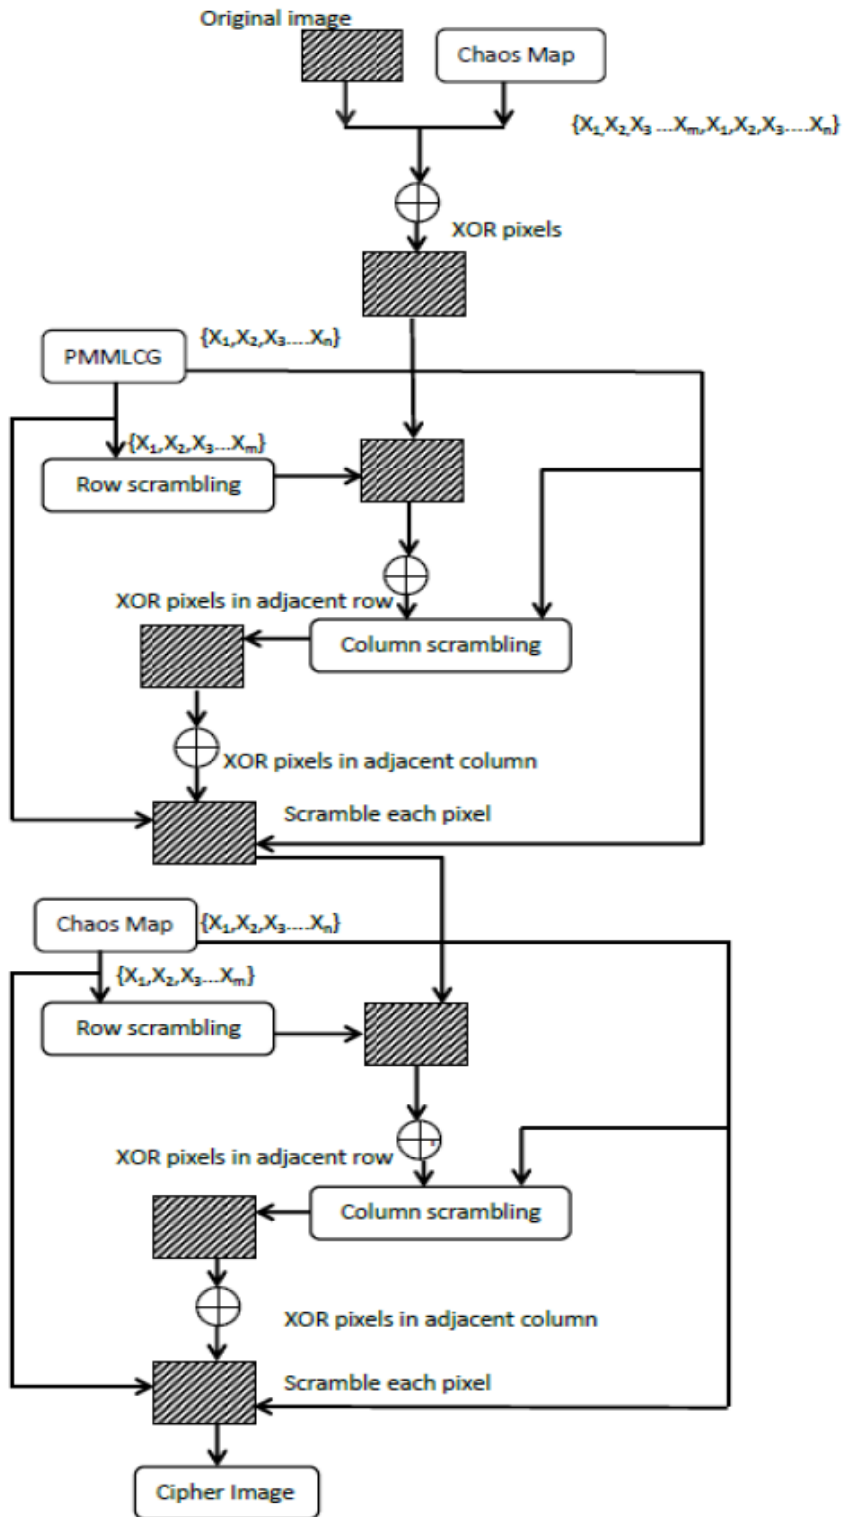 Original image
Chaos Map
{X₁,X₂,X₃ ...Xₘ,X₁,X₂,X₃....Xₙ}
XOR pixels
{X₁,X₂,X₃....Xₙ}
PMMLCG
{X₁,X₂,X₃...Xₘ}
Row scrambling
XOR pixels in adjacent row
Column scrambling
XOR pixels in adjacent column
Scramble each pixel
Chaos Map
{X₁,X₂,X₃....Xₙ}
{X₁,X₂,X₃...Xₘ}
Row scrambling
XOR pixels in adjacent row
Column scrambling
XOR pixels in adjacent column
Scramble each pixel
Cipher Image